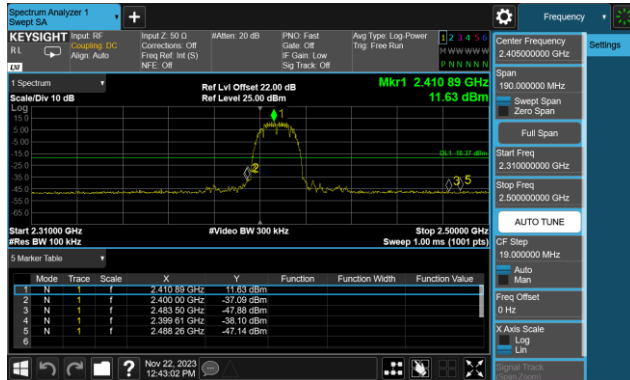 Spectrum Analyzer 1
Swept SA
Frequency
Settings
KEYSIGHT
RL
LXI
Input: RF
Coupling: DC
Align: Auto
Input Z: 50 Ω
Corrections: Off
Freq Ref: Int (S)
NFE: Off
#Atten: 20 dB
PNO: Fast
Gate: Off
IF Gain: Low
Sig Track: Off
Avg Type: Log-Power
Trig: Free Run
1 2 3 4 5 6
M W W W W W
P N N N N N
1 Spectrum
Scale/Div 10 dB
Ref Lvl Offset 22.00 dB
Ref Level 25.00 dBm
Mkr1 2.410 89 GHz
11.63 dBm
Log
15.0
5.00
-5.00
-15.0
-25.0
-35.0
-45.0
-55.0
-65.0
1
DL1 -18.37 dBm
2
3 5
Start 2.31000 GHz
#Res BW 100 kHz
#Video BW 300 kHz
Stop 2.50000 GHz
Sweep 1.00 ms (1001 pts)
5 Marker Table
Mode Trace Scale X Y Function Function Width Function Value
1 N 1 f 2.410 89 GHz 11.63 dBm
2 N 1 f 2.400 00 GHz -37.09 dBm
3 N 1 f 2.483 50 GHz -47.88 dBm
4 N 1 f 2.399 61 GHz -38.10 dBm
5 N 1 f 2.488 26 GHz -47.14 dBm
6
Nov 22, 2023
12:43:02 PM
Center Frequency
2.405000000 GHz
Span
190.000000 MHz
Swept Span
Zero Span
Full Span
Start Freq
2.310000000 GHz
Stop Freq
2.500000000 GHz
AUTO TUNE
CF Step
19.000000 MHz
Auto
Man
Freq Offset
0 Hz
X Axis Scale
Log
Lin
Signal Track
(Span Zoom)